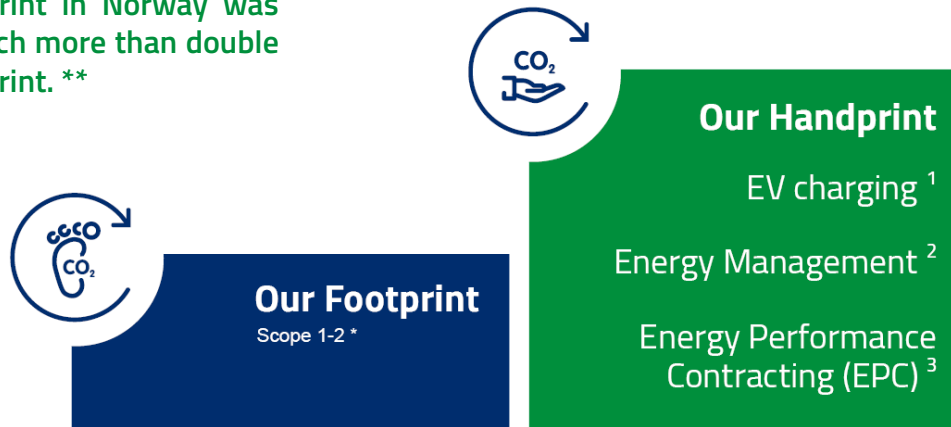 print in Norway was
ch more than double
rint. **
CO₂
Our Handprint
EV charging ¹
Energy Management ²
Energy Performance
Contracting (EPC) ³
CO₂
Our Footprint
Scope 1-2 *